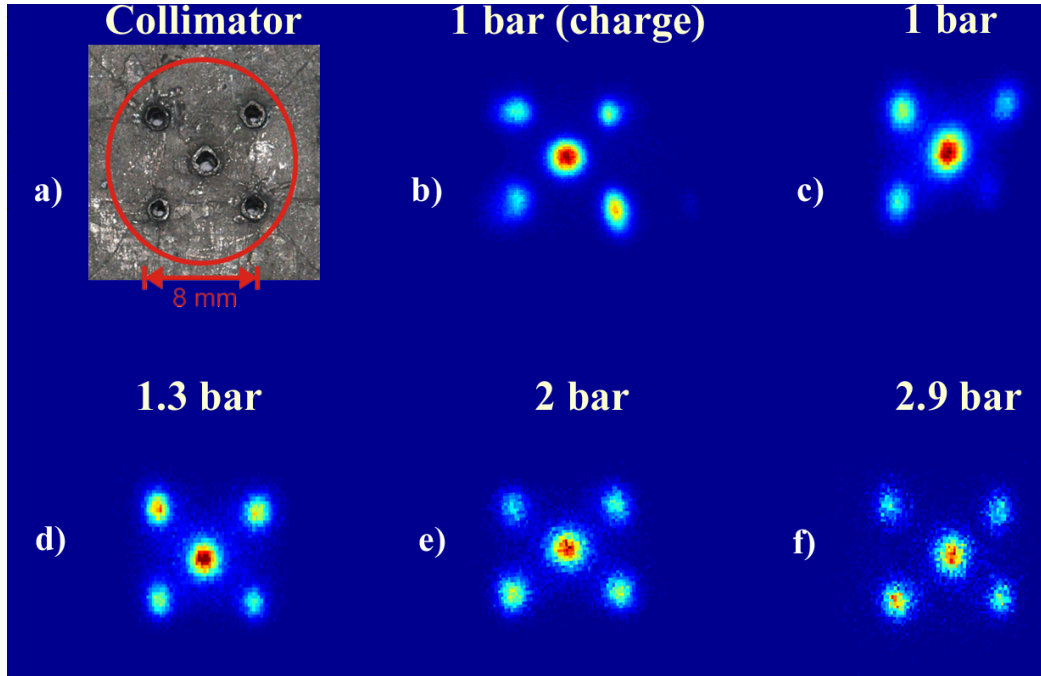 Collimator
1 bar (charge)
1 bar
a)
b)
c)
8 mm
1.3 bar
2 bar
2.9 bar
d)
e)
f)